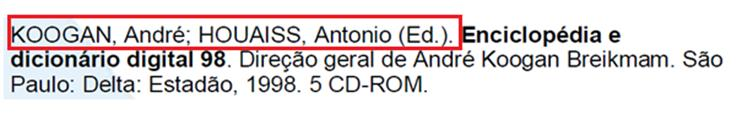 KOOGAN, André; HOUAISS, Antonio (Ed.). Enciclopédia e
dicionário digital 98. Direção geral de André Koogan Breikmam. São
Paulo: Delta: Estadão, 1998. 5 CD-ROM.